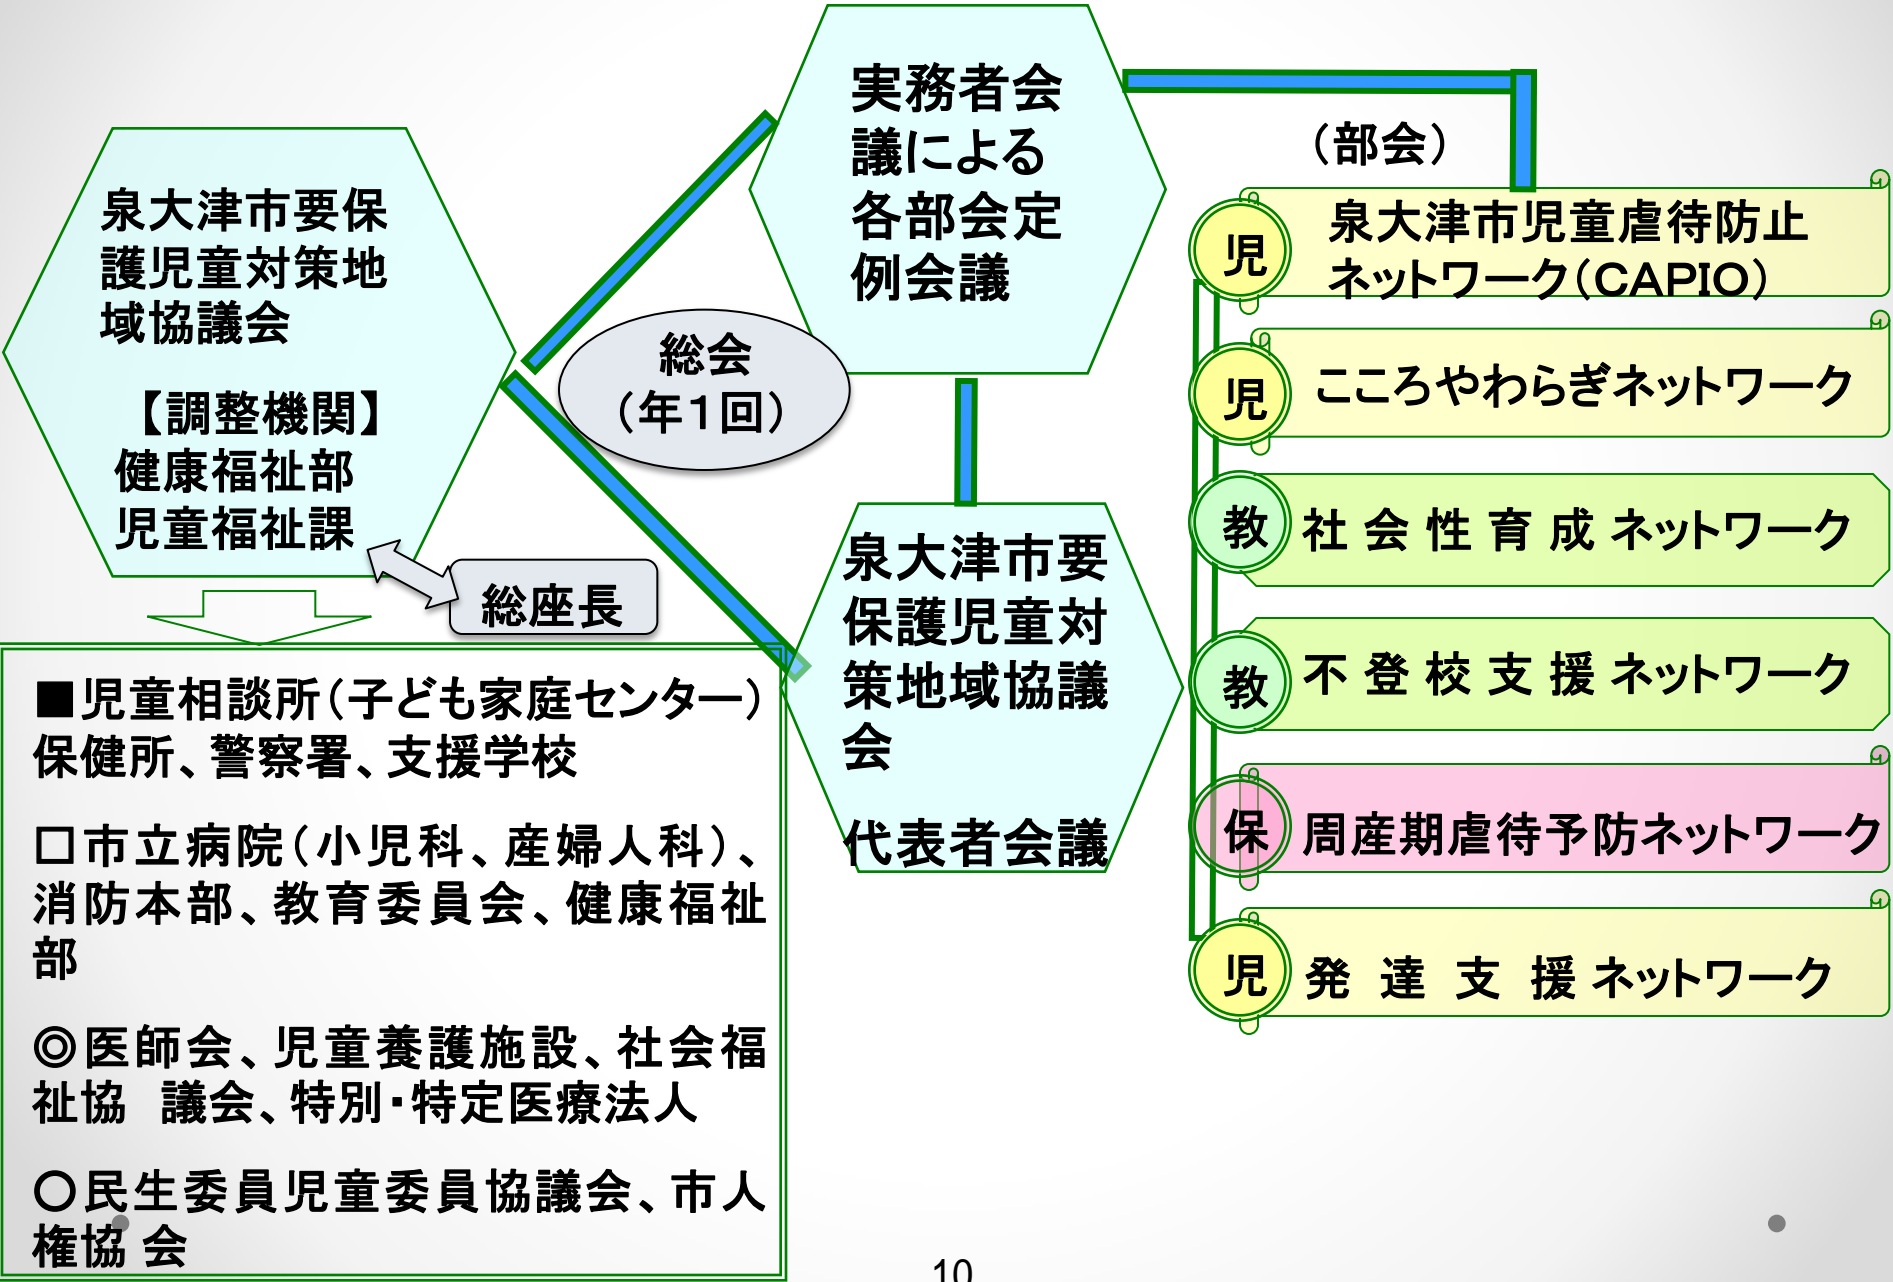 泉大津市要保
護児童対策地
域協議会
【調整機関】
健康福祉部
児童福祉課
総座長
総会
（年１回）
実務者会
議による
各部会定
例会議
泉大津市要
保護児童対
策地域協議
会
代表者会議
（部会）
児
泉大津市児童虐待防止
ネットワーク（ＣＡＰＩＯ）
児
こころやわらぎネットワーク
教
社 会 性 育 成 ネットワーク
教
不 登 校 支 援 ネットワーク
保
周産期虐待予防ネットワーク
児
発 達 支 援 ネットワーク
■児童相談所（子ども家庭センター）
保健所、警察署、支援学校
□市立病院（小児科、産婦人科）、
消防本部、教育委員会、健康福祉
部
◎医師会、児童養護施設、社会福
祉協 議会、特別・特定医療法人
○民生委員児童委員協議会、市人
権協 会
10